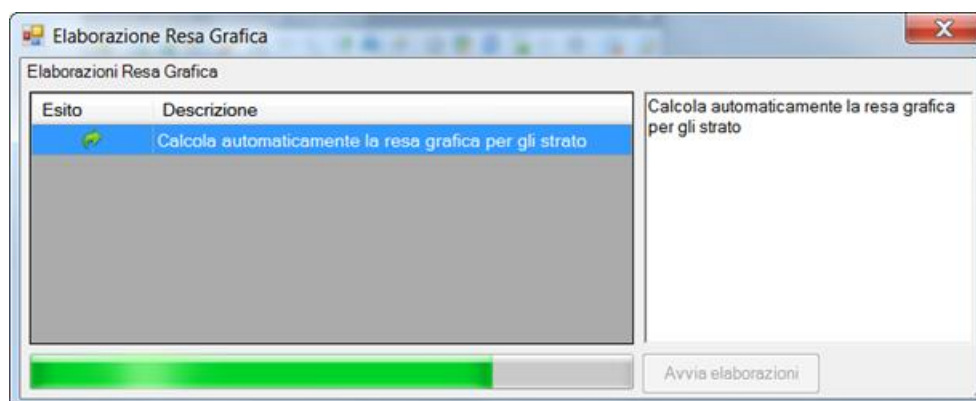 Elaborazione Resa Grafica
Elaborazioni Resa Grafica
Esito Descrizione
Calcola automaticamente la resa grafica per gli strato
Calcola automaticamente la resa grafica
per gli strato
Avvia elaborazioni